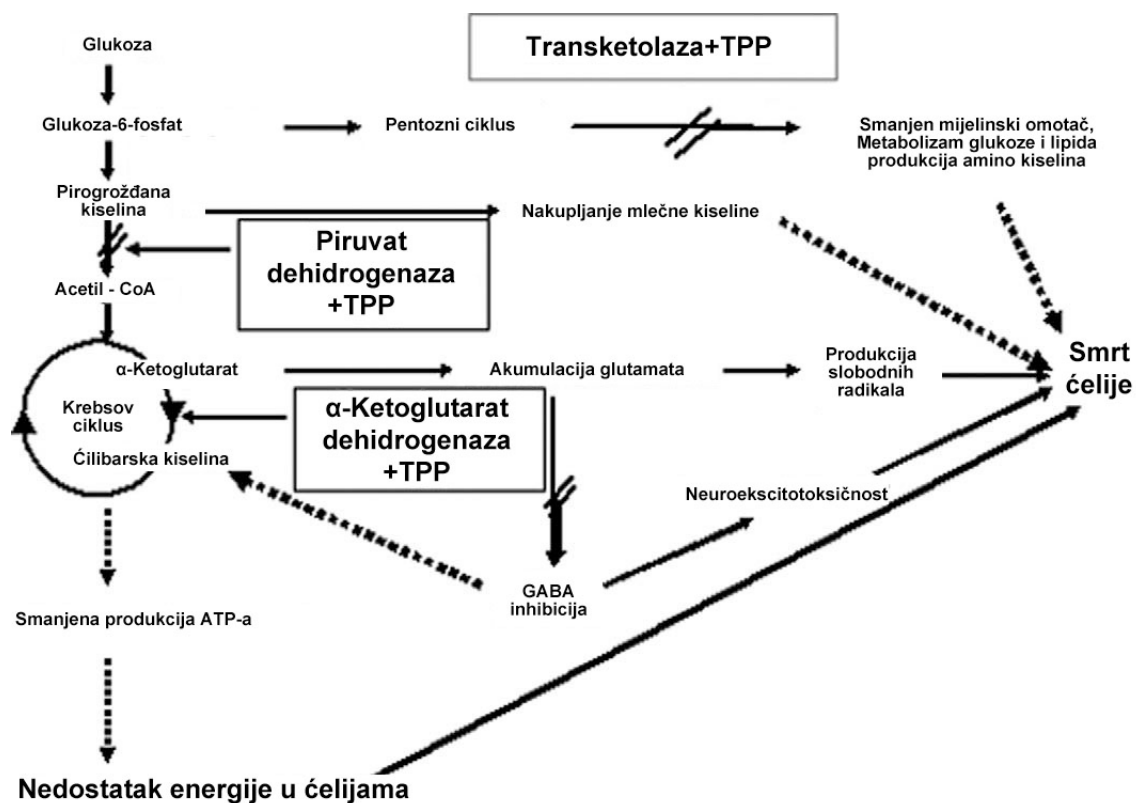 Glukoza
Transketolaza+TPP
Glukoza-6-fosfat
Pentozni ciklus
Smanjen mijelinski omotač,
Metabolizam glukoze i lipida
produkcija amino kiselina
Pirogrožđana
kiselina
Nakupljanje mlečne kiseline
Piruvat
dehidrogenaza
+TPP
Acetil - CoA
α-Ketoglutarat
Akumulacija glutamata
Produkcija
slobodnih
radikala
Smrt
ćelije
Krebsov
ciklus
α-Ketoglutarat
dehidrogenaza
+TPP
Ćilibarska kiselina
Neuroekscitotoksičnost
GABA
inhibicija
Smanjena produkcija ATP-a
Nedostatak energije u ćelijama